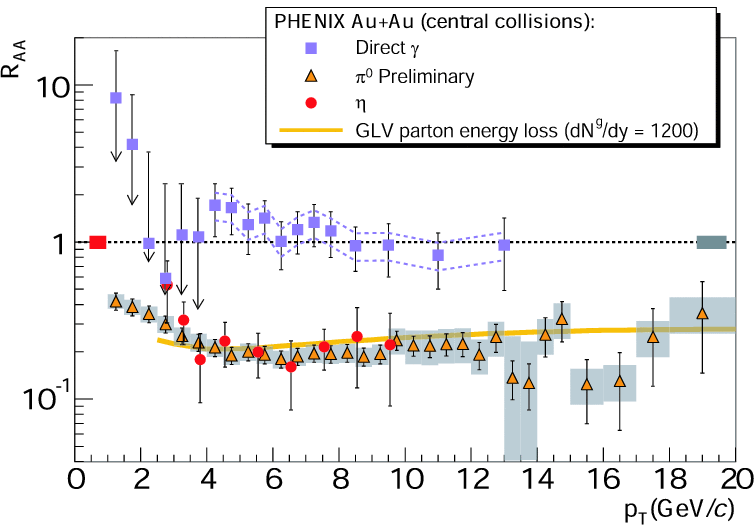 PHENIX Au+Au (central collisions):
Direct γ
π⁰ Preliminary
η
GLV parton energy loss (dNᵍ/dy = 1200)
R_AA
10
1
10⁻¹
0 2 4 6 8 10 12 14 16 18 20
p_T (GeV/c)